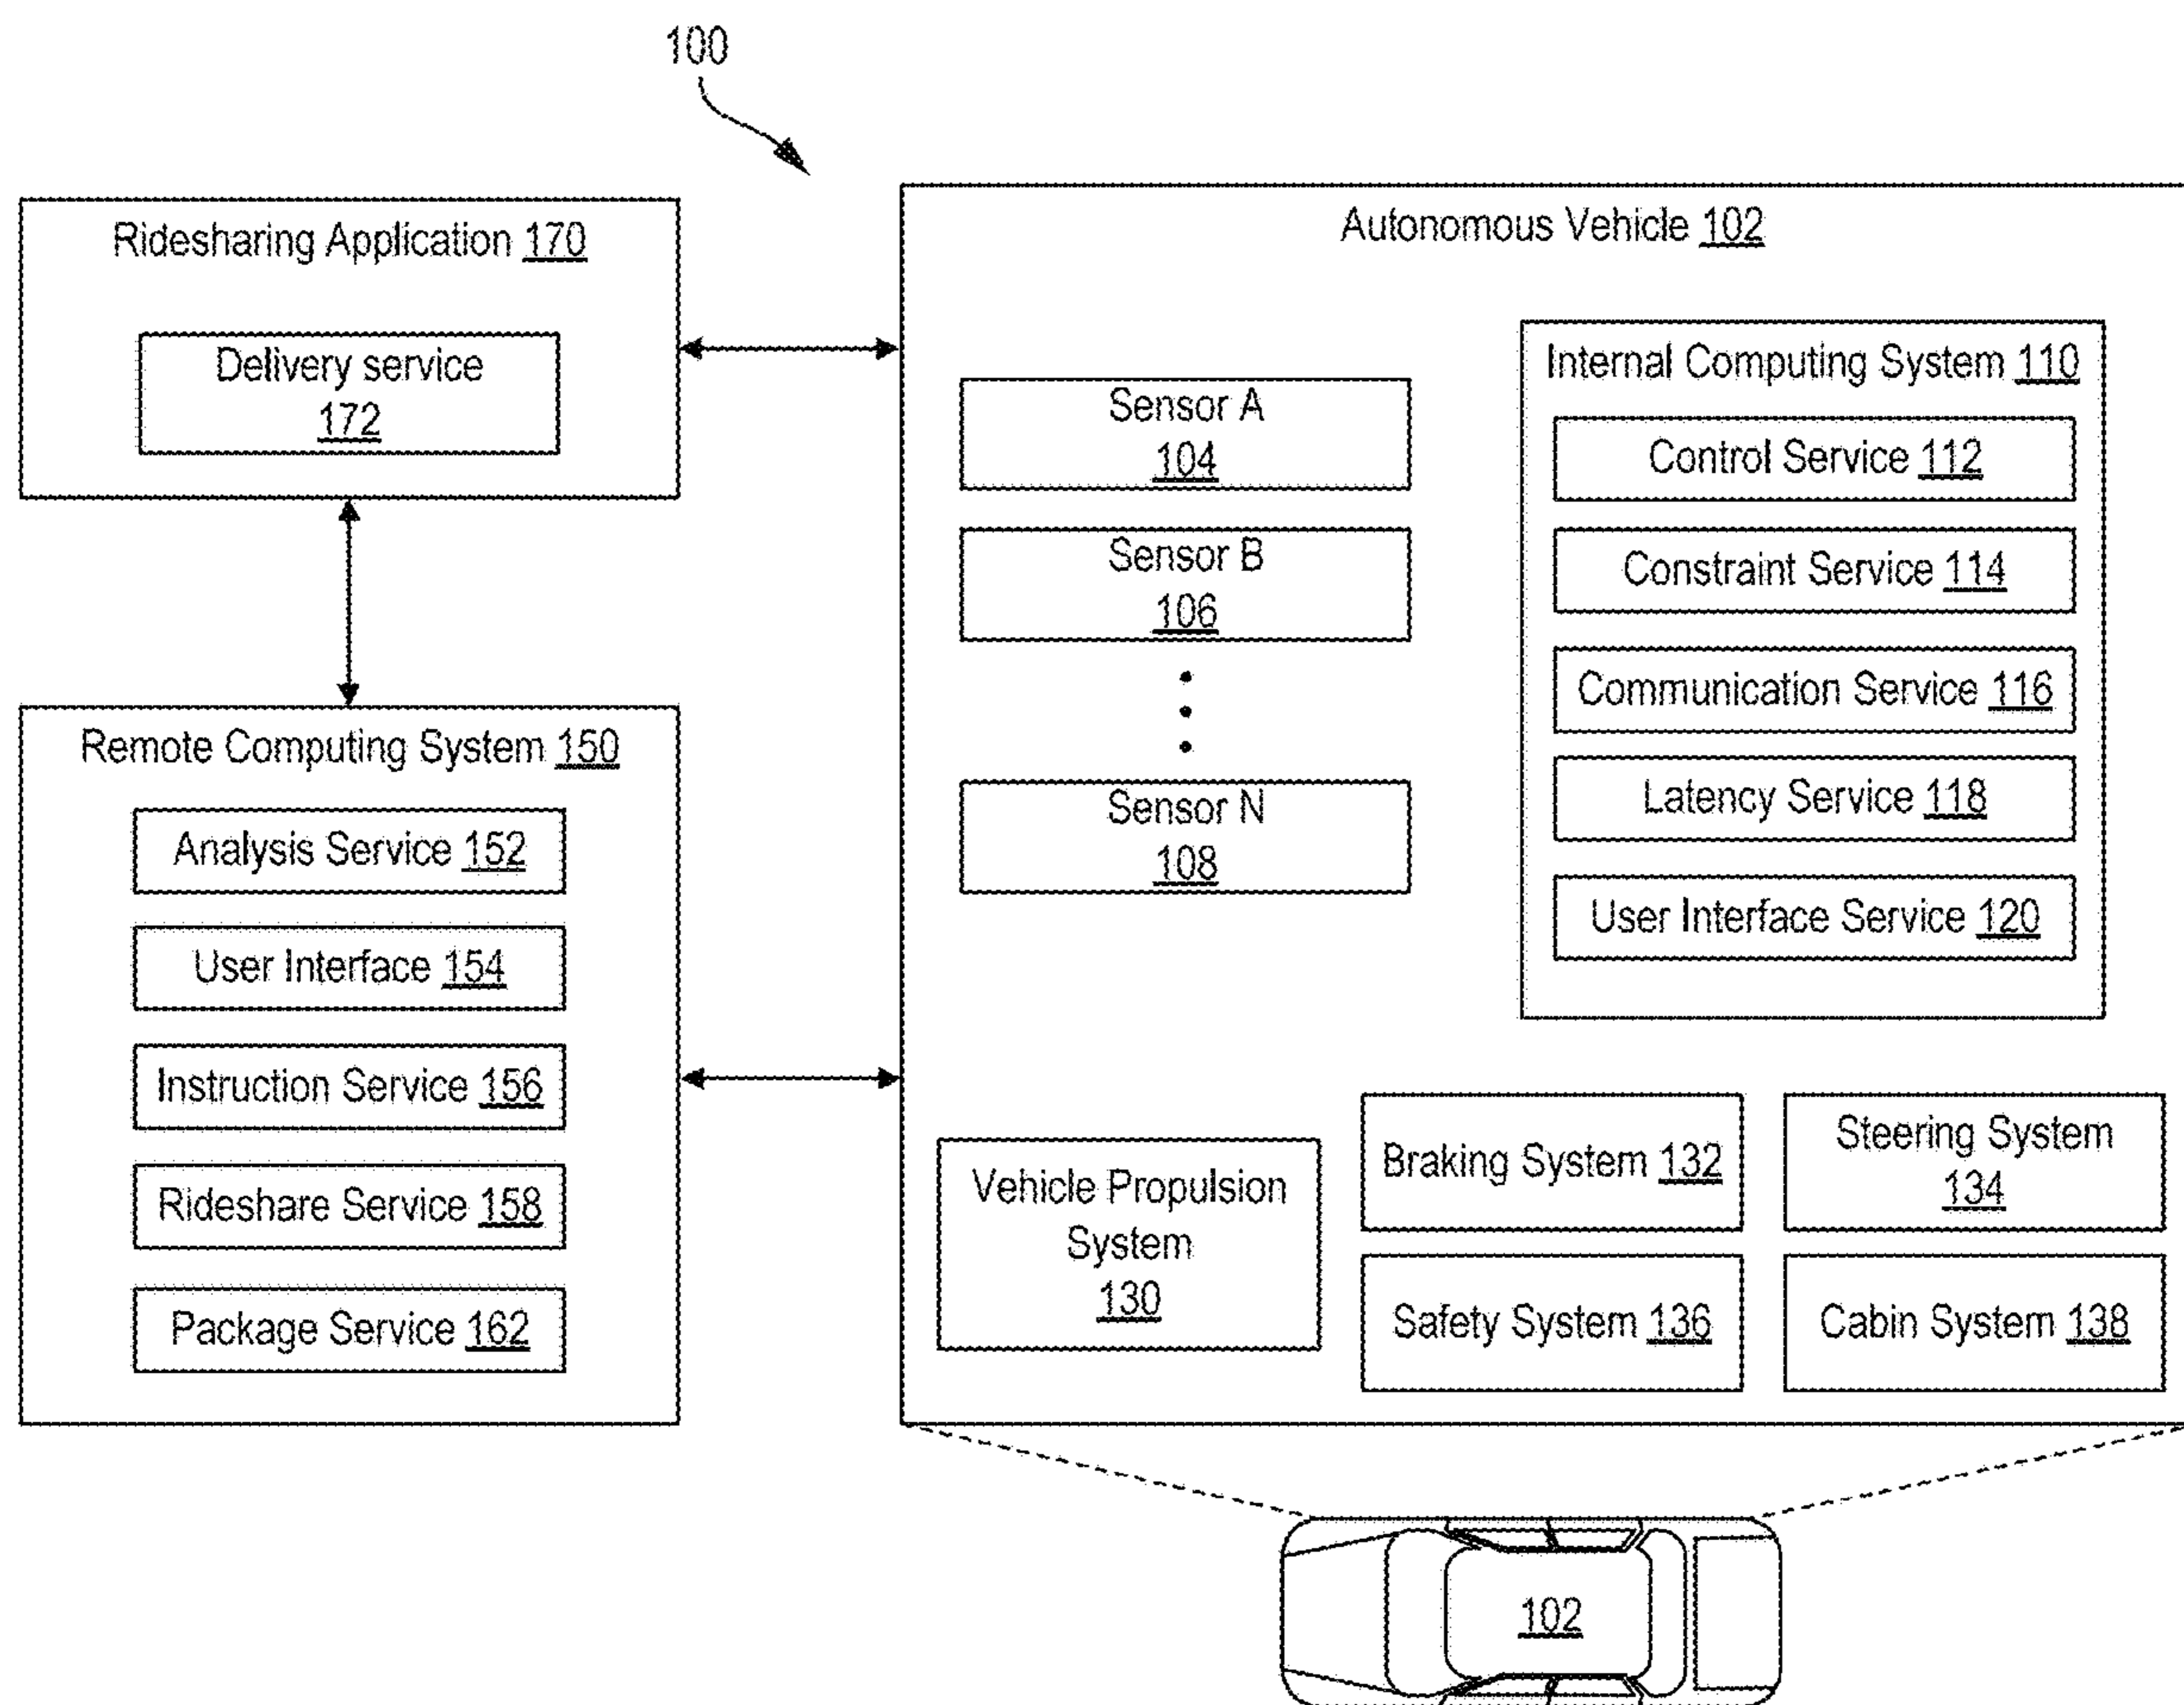 100
Ridesharing Application 170
Delivery service
172
Remote Computing System 150
Analysis Service 152
User Interface 154
Instruction Service 156
Rideshare Service 158
Package Service 162
Autonomous Vehicle 102
Sensor A
104
Sensor B
106
Sensor N
108
Internal Computing System 110
Control Service 112
Constraint Service 114
Communication Service 116
Latency Service 118
User Interface Service 120
Vehicle Propulsion
System
130
Braking System 132
Steering System
134
Safety System 136
Cabin System 138
102